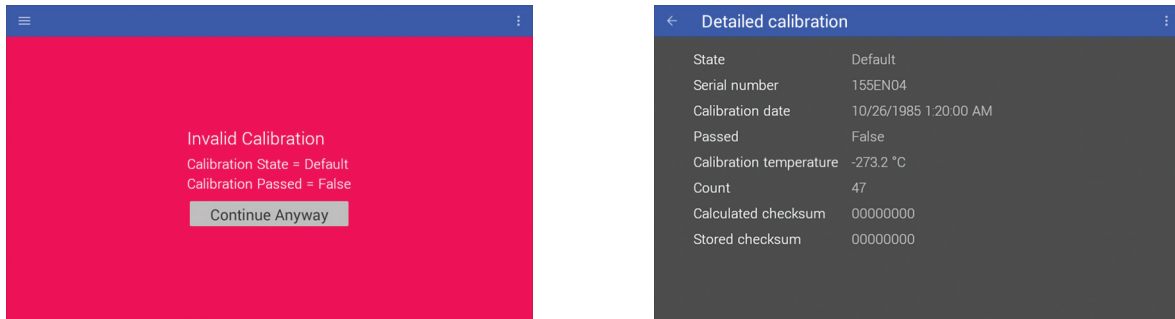 Invalid Calibration
Calibration State = Default
Calibration Passed = False
Continue Anyway
Detailed calibration
State Default
Serial number 155EN04
Calibration date 10/26/1985 1:20:00 AM
Passed False
Calibration temperature -273.2 °C
Count 47
Calculated checksum 00000000
Stored checksum 00000000